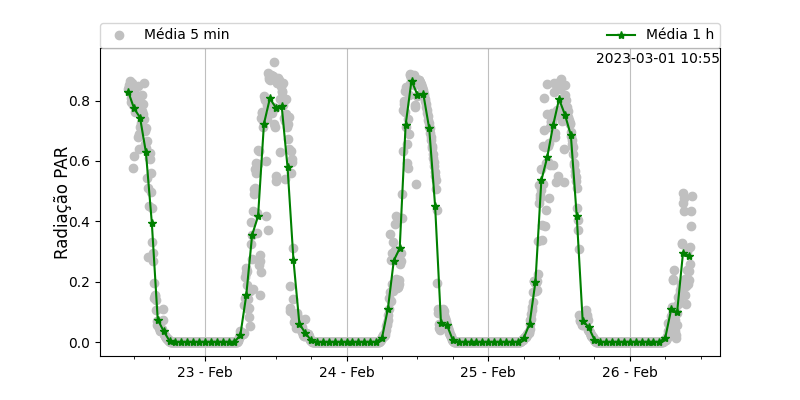 Média 5 min
Média 1 h
2023-03-01 10:55
Radiação PAR
0.8
0.6
0.4
0.2
0.0
23 - Feb
24 - Feb
25 - Feb
26 - Feb